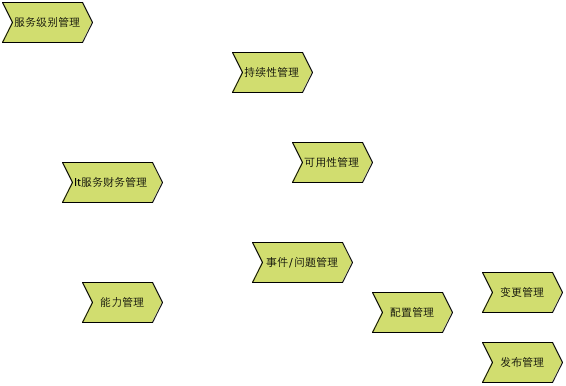 服务级别管理
持续性管理
可用性管理
It服务财务管理
事件/问题管理
能力管理
配置管理
变更管理
发布管理